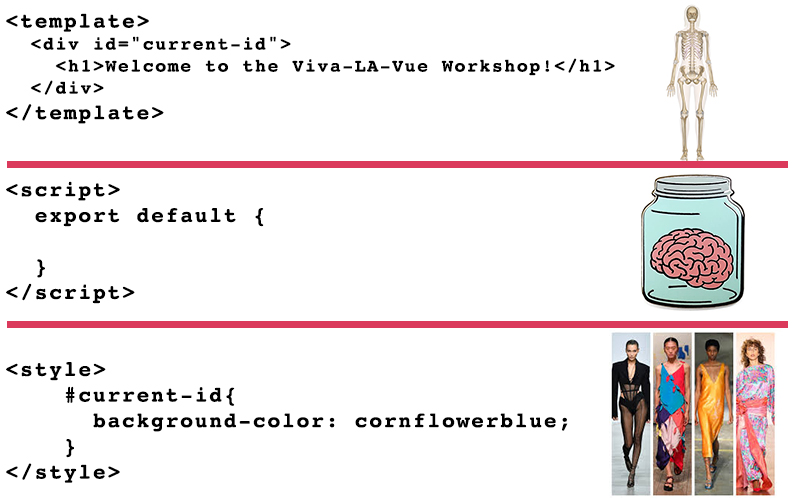 <template>
<div id="current-id">
<h1>Welcome to the Viva-LA-Vue Workshop!</h1>
</div>
</template>
<script>
export default {
}
</script>
<style>
#current-id{
background-color: cornflowerblue;
}
</style>